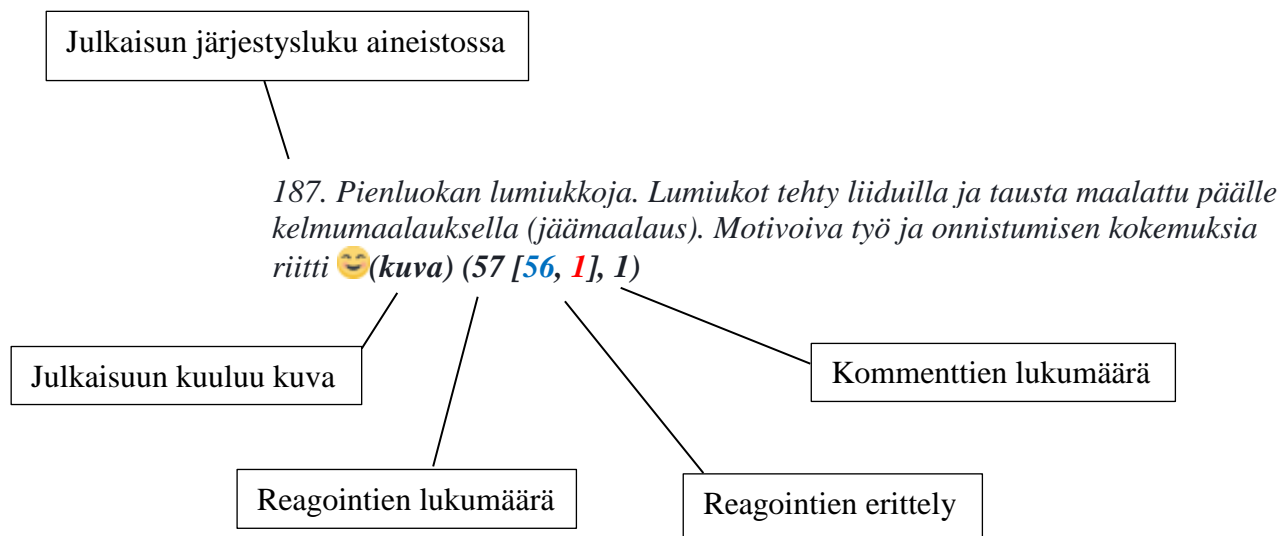 Julkaisun järjestysluku aineistossa
187. Pienluokan lumiukkoja. Lumiukot tehty liiduilla ja tausta maalattu päälle
kelmumaalauksella (jäämaalaus). Motivoiva työ ja onnistumisen kokemuksia
riitti 😊(kuva) (57 [56, 1], 1)
Julkaisuun kuuluu kuva
Kommenttien lukumäärä
Reagointien lukumäärä
Reagointien erittely